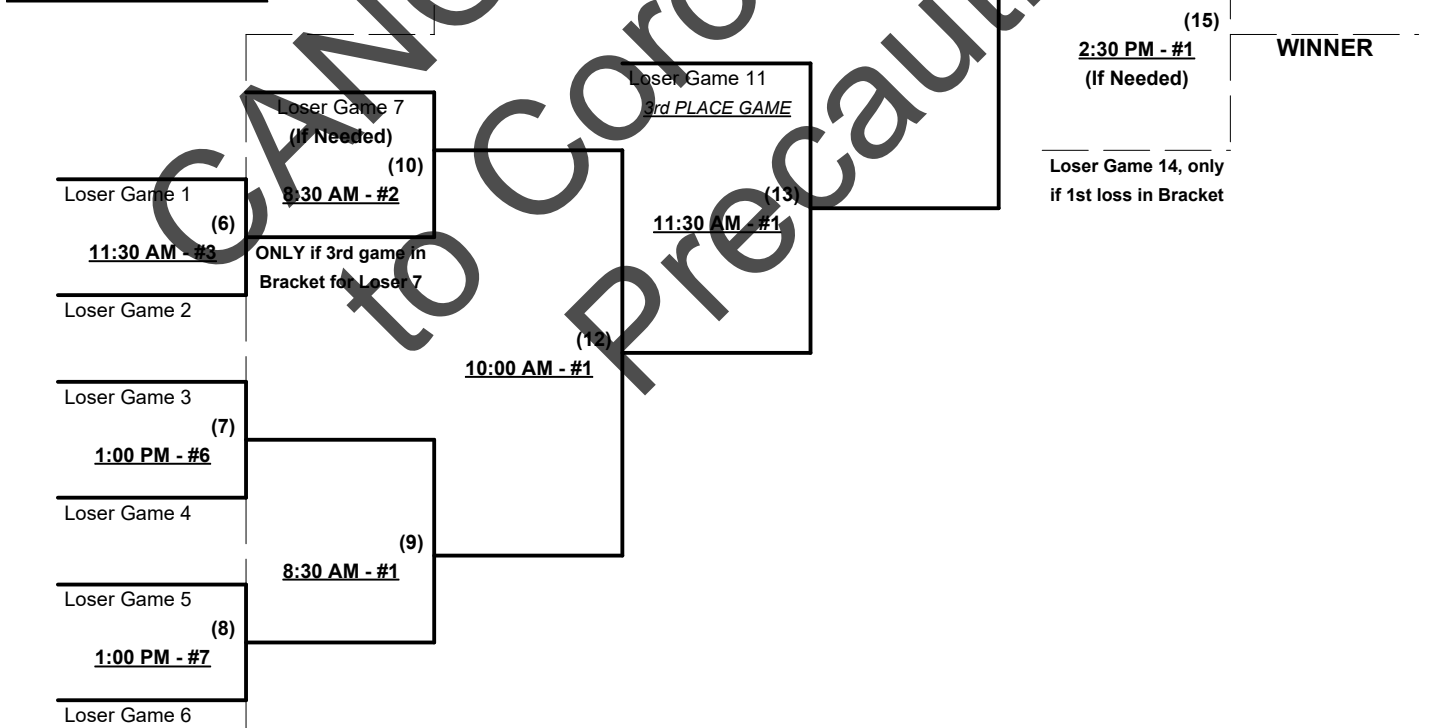 (15)
2:30 PM - #1
(If Needed)
WINNER
Loser Game 14, only
if 1st loss in Bracket
Loser Game 11
3rd PLACE GAME
(13)
11:30 AM - #1
Loser Game 7
(If Needed)
(10)
8:30 AM - #2
ONLY if 3rd game in
Bracket for Loser 7
Loser Game 1
(6)
11:30 AM - #3
Loser Game 2
(12)
10:00 AM - #1
Loser Game 3
(7)
1:00 PM - #6
Loser Game 4
(9)
8:30 AM - #1
Loser Game 5
(8)
1:00 PM - #7
Loser Game 6
CANC
to Coro
Precauti